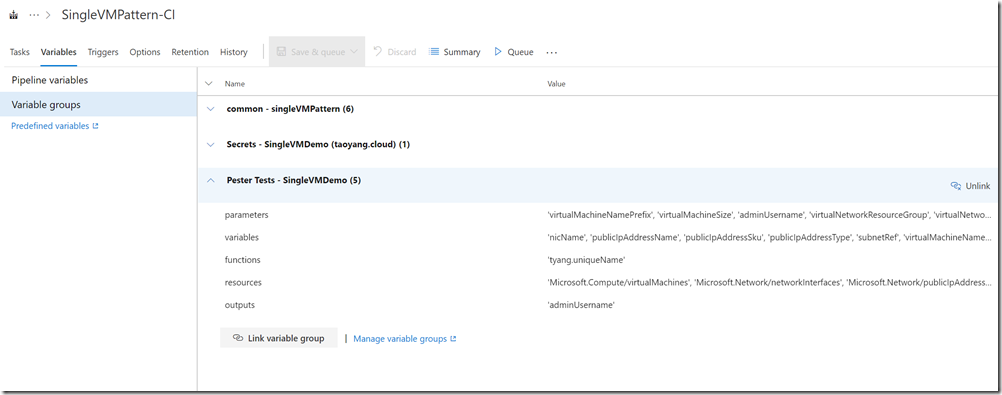 ··· > SingleVMPattern-CI
Tasks Variables Triggers Options Retention History Save & queue Discard Summary Queue ···
Pipeline variables
Variable groups
Predefined variables
Name Value
common - singleVMPattern (6)
Secrets - SingleVMDemo (taoyang.cloud) (1)
Pester Tests - SingleVMDemo (5)
Unlink
parameters 'virtualMachineNamePrefix', 'virtualMachineSize', 'adminUsername', 'virtualNetworkResourceGroup', 'virtualNetwo...
variables 'nicName', 'publicIpAddressName', 'publicIpAddressSku', 'publicIpAddressType', 'subnetRef', 'virtualMachineName...
functions 'tyang.uniqueName'
resources 'Microsoft.Compute/virtualMachines', 'Microsoft.Network/networkInterfaces', 'Microsoft.Network/publicIpAddress...
outputs 'adminUsername'
Link variable group | Manage variable groups